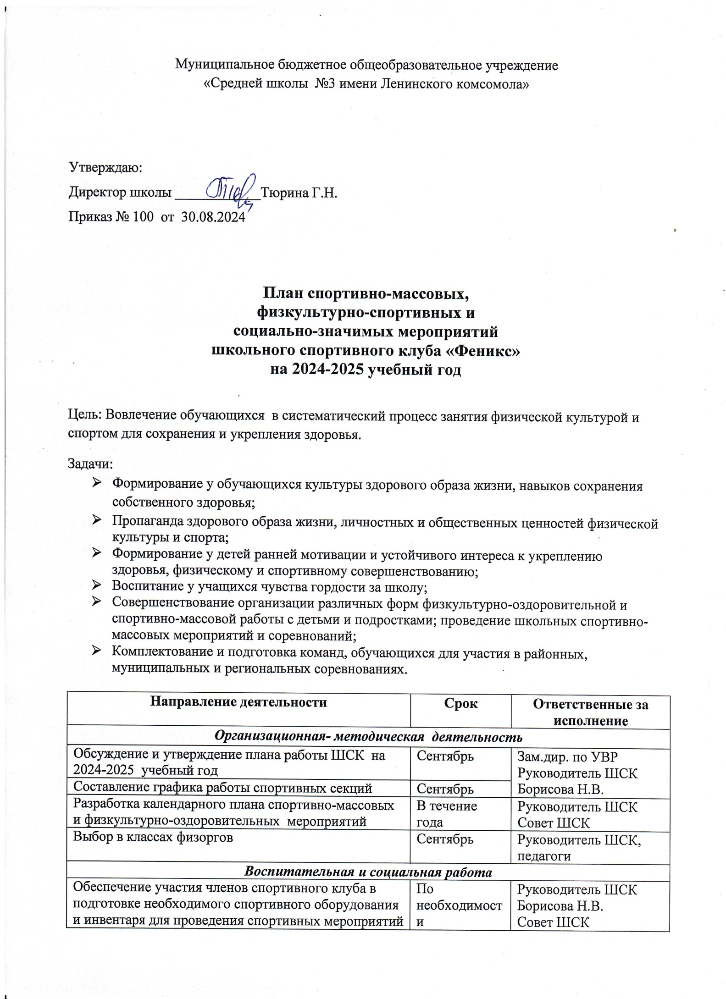 Муниципальное бюджетное общеобразовательное учреждение
«Средней школы №3 имени Ленинского комсомола»
Утверждаю:
Директор школы ____________Тюрина Г.Н.
Приказ № 100 от 30.08.2024
План спортивно-массовых,
физкультурно-спортивных и
социально-значимых мероприятий
школьного спортивного клуба «Феникс»
на 2024-2025 учебный год
Цель: Вовлечение обучающихся в систематический процесс занятия физической культурой и
спортом для сохранения и укрепления здоровья.
Задачи:
➢ Формирование у обучающихся культуры здорового образа жизни, навыков сохранения
собственного здоровья;
➢ Пропаганда здорового образа жизни, личностных и общественных ценностей физической
культуры и спорта;
➢ Формирование у детей ранней мотивации и устойчивого интереса к укреплению
здоровья, физическому и спортивному совершенствованию;
➢ Воспитание у учащихся чувства гордости за школу;
➢ Совершенствование организации различных форм физкультурно-оздоровительной и
спортивно-массовой работы с детьми и подростками; проведение школьных спортивно-
массовых мероприятий и соревнований;
➢ Комплектование и подготовка команд, обучающихся для участия в районных,
муниципальных и региональных соревнованиях.
Направление деятельности
Срок
Ответственные за
исполнение
Организационная- методическая деятельность
Обсуждение и утверждение плана работы ШСК на
2024-2025 учебный год
Сентябрь
Зам.дир. по УВР
Руководитель ШСК
Борисова Н.В.
Составление графика работы спортивных секций
Сентябрь
Разработка календарного плана спортивно-массовых
и физкультурно-оздоровительных мероприятий
В течение
года
Руководитель ШСК
Совет ШСК
Выбор в классах физоргов
Сентябрь
Руководитель ШСК,
педагоги
Воспитательная и социальная работа
Обеспечение участия членов спортивного клуба в
подготовке необходимого спортивного оборудования
и инвентаря для проведения спортивных мероприятий
По
необходимост
и
Руководитель ШСК
Борисова Н.В.
Совет ШСК